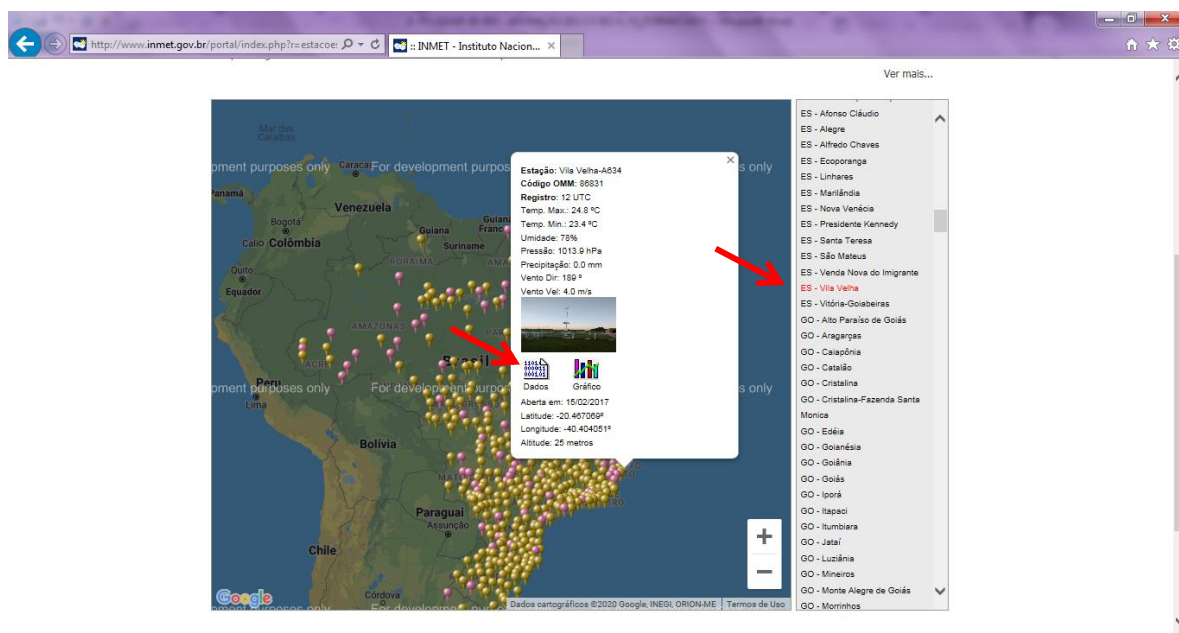 http://www.inmet.gov.br/portal/index.php?r=estacoe
:: INMET - Instituto Nacion...
Ver mais...
Mar das
Caraíbas
For development purposes only
Caracas
Panamá
Venezuela
Bogotá
Guiana
Calio Colômbia
Suriname
RORAIMA
Quito
Equador
AMAZONAS
ACRE
Brasil
Peru
Lima
For development
Bolívia
Paraguai
Assunção
Chile
Córdova
Google
Estação: Vila Velha-A634
Código OMM: 86831
Registro: 12 UTC
Temp. Max.: 24.8 ºC
Temp. Min.: 23.4 ºC
Umidade: 78%
Pressão: 1013.9 hPa
Precipitação: 0.0 mm
Vento Dir: 189 º
Vento Vel: 4.0 m/s
Dados Gráfico
Aberta em: 15/02/2017
Latitude: -20.467069º
Longitude: -40.404051º
Altitude: 25 metros
Dados cartográficos ©2020 Google, INEGI, ORION-ME Termos de Uso
ES - Afonso Cláudio
ES - Alegre
ES - Alfredo Chaves
ES - Ecoporanga
ES - Linhares
ES - Marilândia
ES - Nova Venécia
ES - Presidente Kennedy
ES - Santa Teresa
ES - São Mateus
ES - Venda Nova do Imigrante
ES - Vila Velha
ES - Vitória-Goiabeiras
GO - Alto Paraíso de Goiás
GO - Aragarças
GO - Caiapônia
GO - Catalão
GO - Cristalina
GO - Cristalina-Fazenda Santa
Monica
GO - Edéia
GO - Goianésia
GO - Goiânia
GO - Goiás
GO - Iporá
GO - Itapaci
GO - Itumbiara
GO - Jataí
GO - Luziânia
GO - Mineiros
GO - Monte Alegre de Goiás
GO - Morrinhos